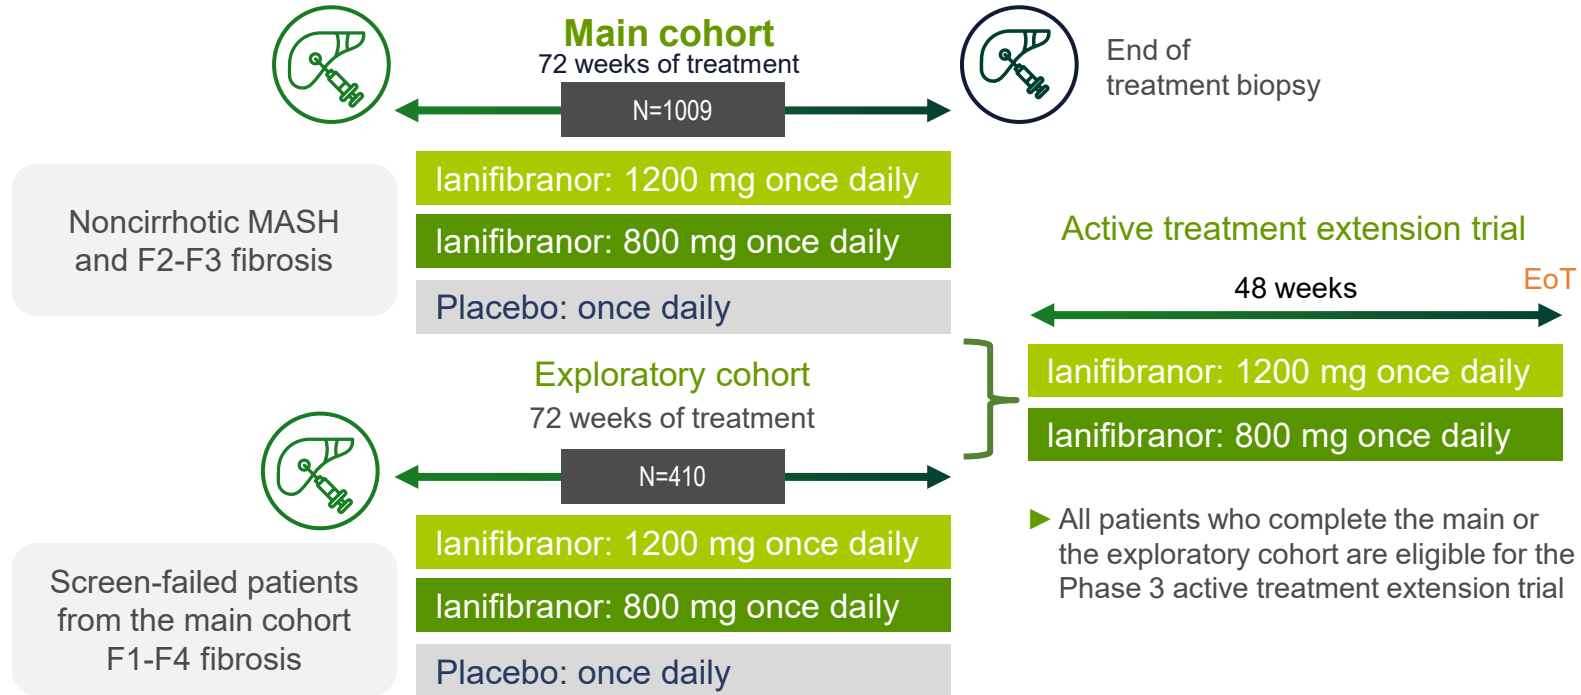 Main cohort
72 weeks of treatment
N=1009
End of
treatment biopsy
Noncirrhotic MASH
and F2-F3 fibrosis
lanifibranor: 1200 mg once daily
lanifibranor: 800 mg once daily
Placebo: once daily
Exploratory cohort
72 weeks of treatment
N=410
Screen-failed patients
from the main cohort
F1-F4 fibrosis
lanifibranor: 1200 mg once daily
lanifibranor: 800 mg once daily
Placebo: once daily
Active treatment extension trial
48 weeks
EoT
lanifibranor: 1200 mg once daily
lanifibranor: 800 mg once daily
► All patients who complete the main or
the exploratory cohort are eligible for the
Phase 3 active treatment extension trial